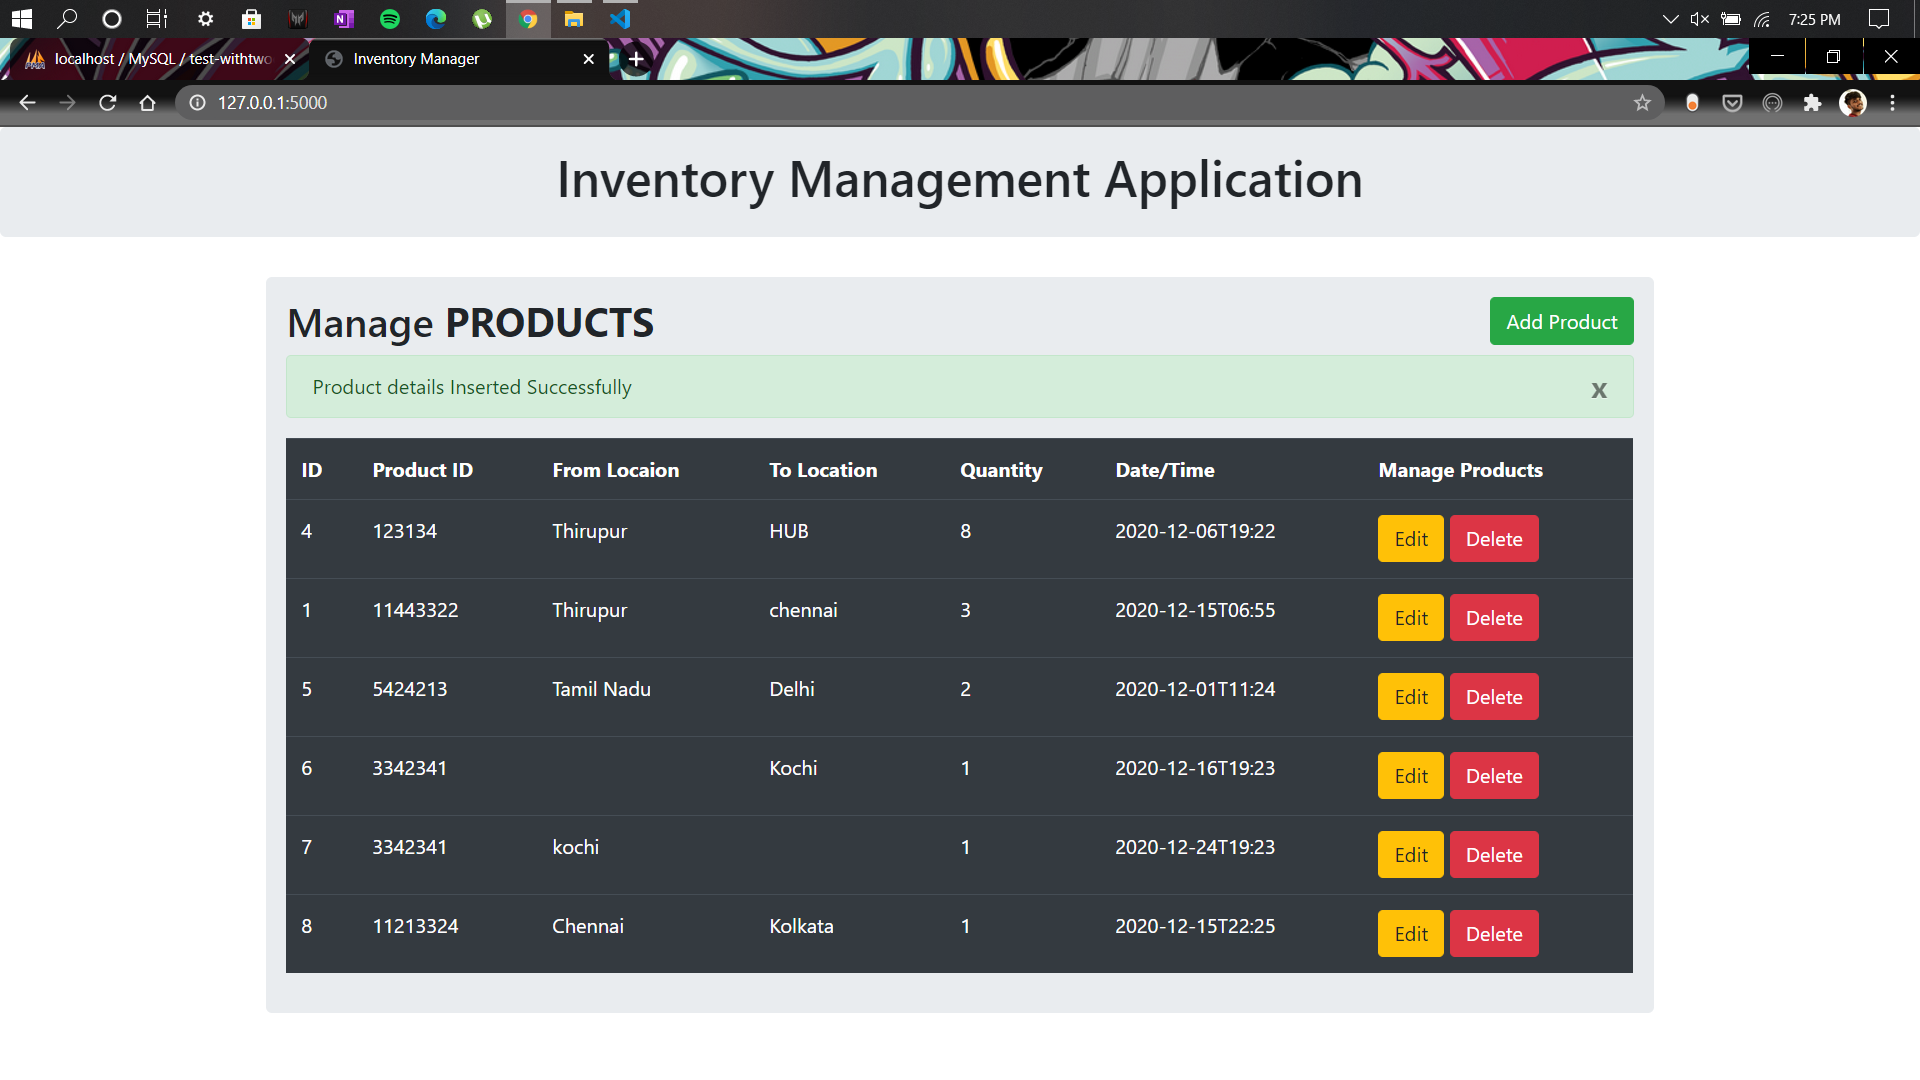 7:25 PM
localhost / MySQL / test-withtwo
Inventory Manager
127.0.0.1:5000
Inventory Management Application
Manage PRODUCTS
Add Product
Product details Inserted Successfully x
ID Product ID From Locaion To Location Quantity Date/Time Manage Products
4 123134 Thirupur HUB 8 2020-12-06T19:22 Edit Delete
1 11443322 Thirupur chennai 3 2020-12-15T06:55 Edit Delete
5 5424213 Tamil Nadu Delhi 2 2020-12-01T11:24 Edit Delete
6 3342341 Kochi 1 2020-12-16T19:23 Edit Delete
7 3342341 kochi 1 2020-12-24T19:23 Edit Delete
8 11213324 Chennai Kolkata 1 2020-12-15T22:25 Edit Delete